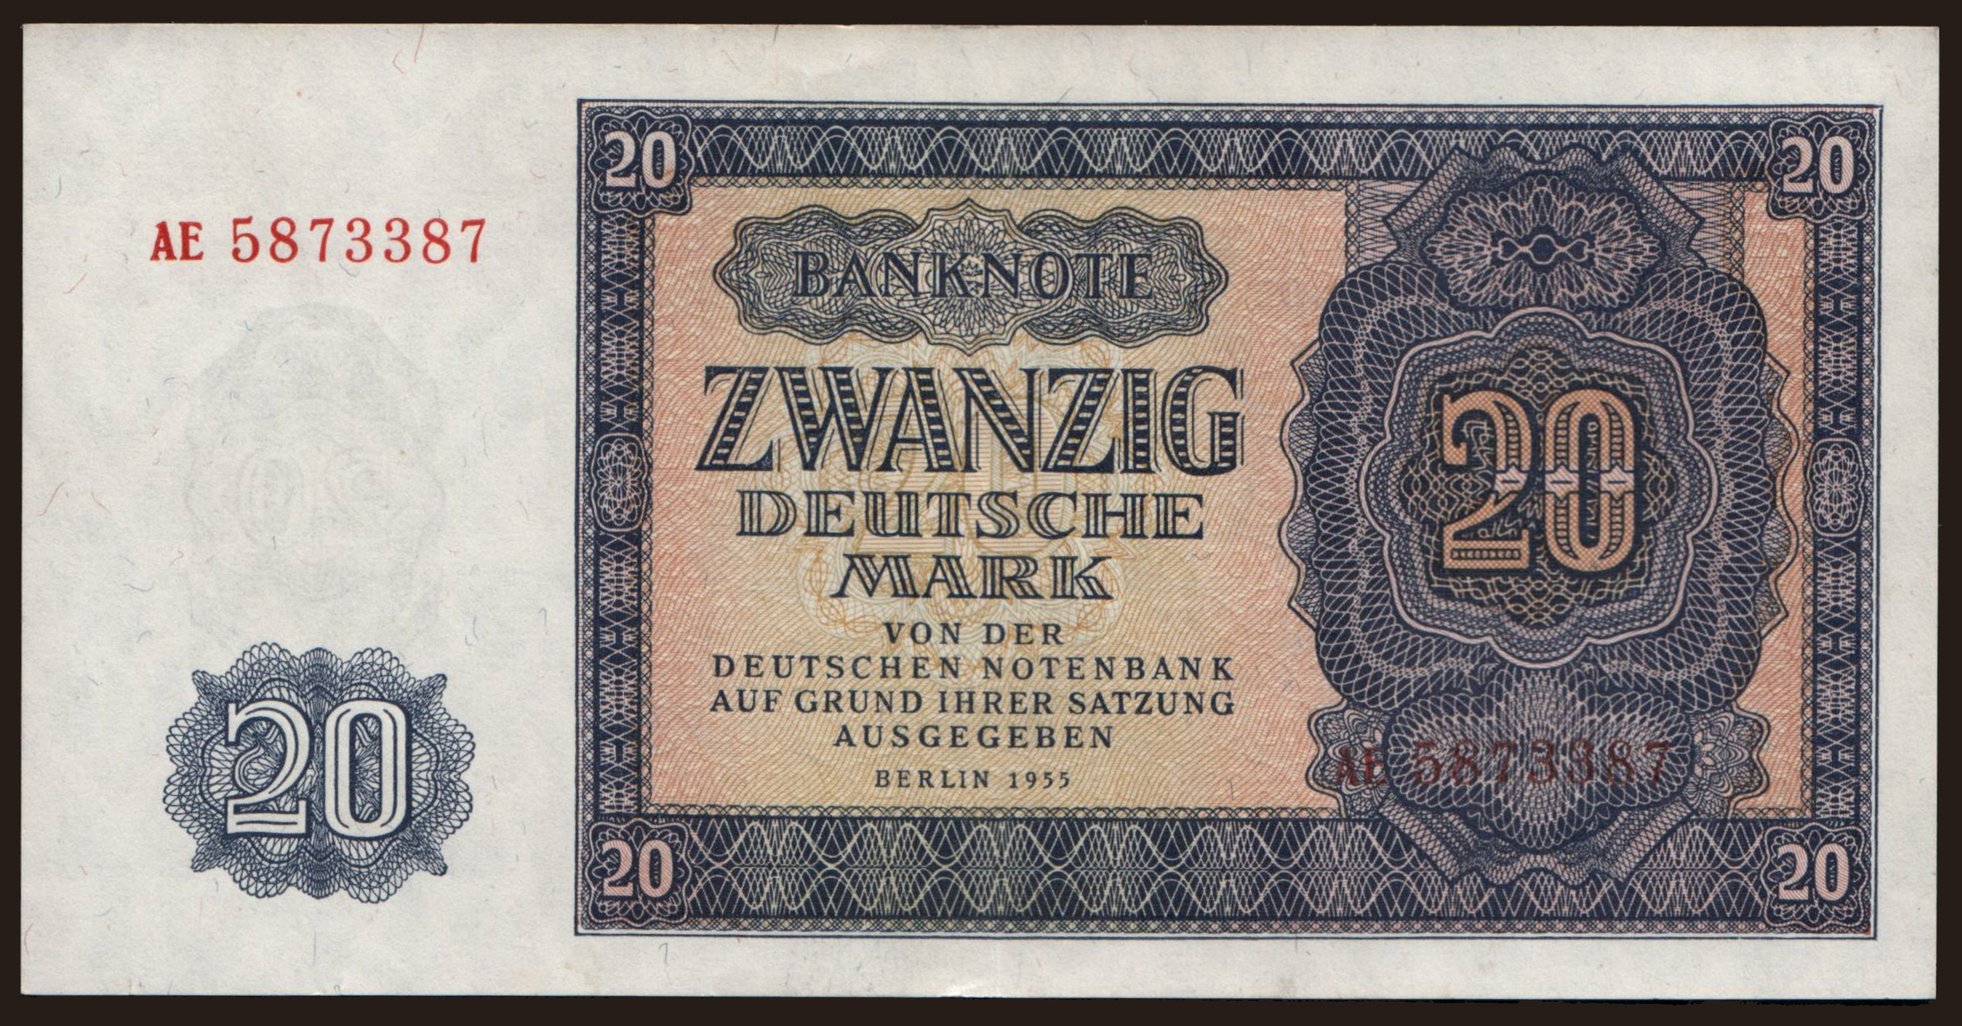 20
20
AE 5873387
BANKNOTE
ZWANZIG
DEUTSCHE
MARK
20
VON DER
DEUTSCHEN NOTENBANK
AUF GRUND IHRER SATZUNG
AUSGEGEBEN
BERLIN 1955
AE 5873387
20
20
20